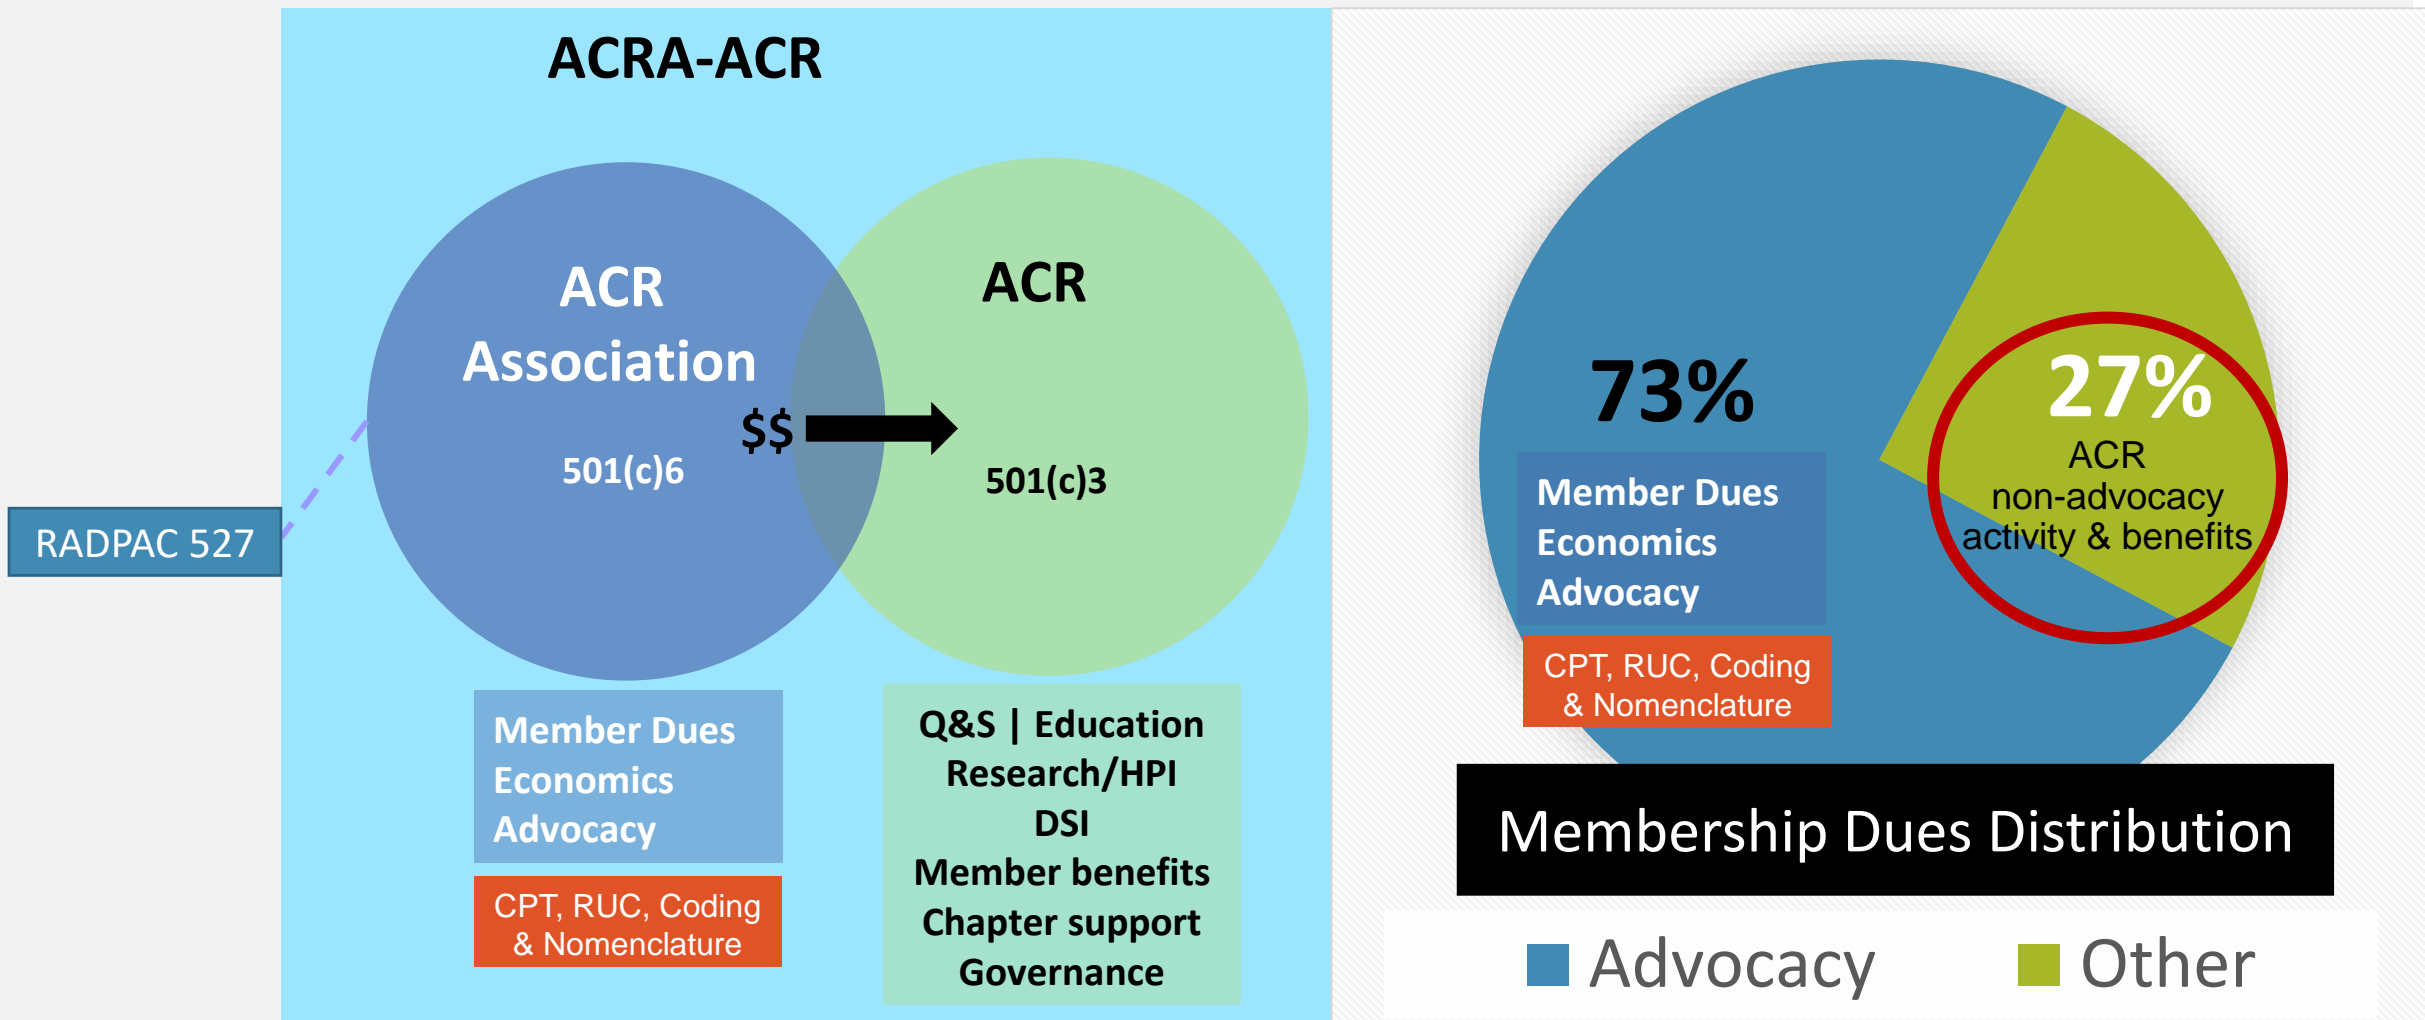 ACRA-ACR
ACR
Association
501(c)6
$$
ACR
501(c)3
RADPAC 527
Member Dues
Economics
Advocacy
CPT, RUC, Coding
& Nomenclature
Q&S | Education
Research/HPI
DSI
Member benefits
Chapter support
Governance
73%
Member Dues
Economics
Advocacy
CPT, RUC, Coding
& Nomenclature
27%
ACR
non-advocacy
activity & benefits
Membership Dues Distribution
Advocacy
Other